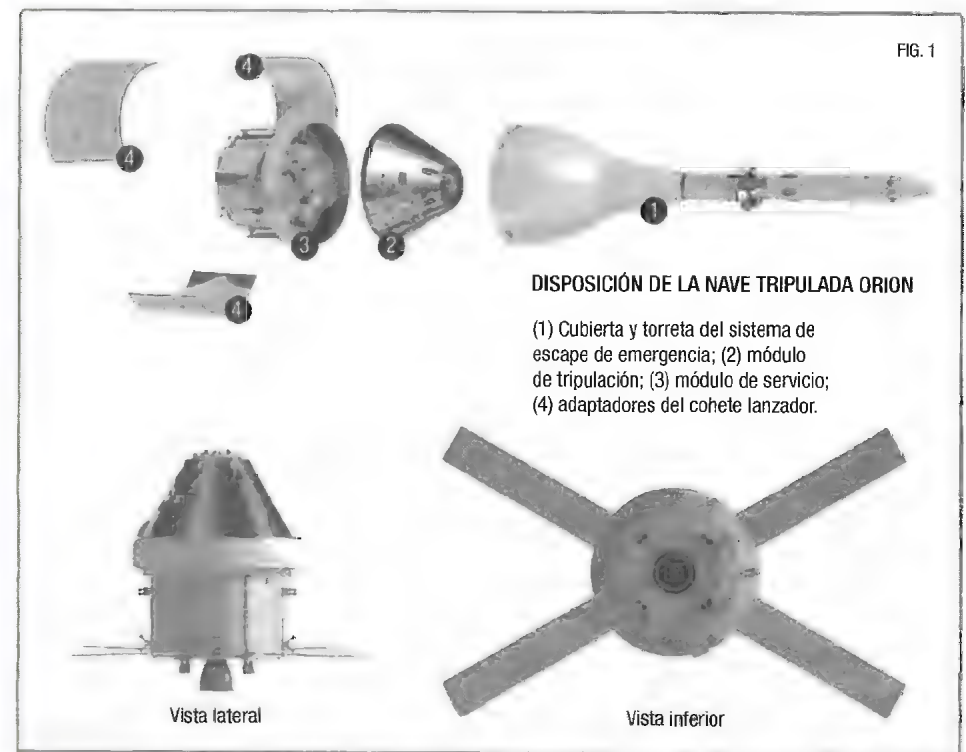 FIG. 1
4
4
4
3
2
1
DISPOSICIÓN DE LA NAVE TRIPULADA ORION
(1) Cubierta y torreta del sistema de
escape de emergencia; (2) módulo
de tripulación; (3) módulo de servicio;
(4) adaptadores del cohete lanzador.
Vista lateral
Vista inferior